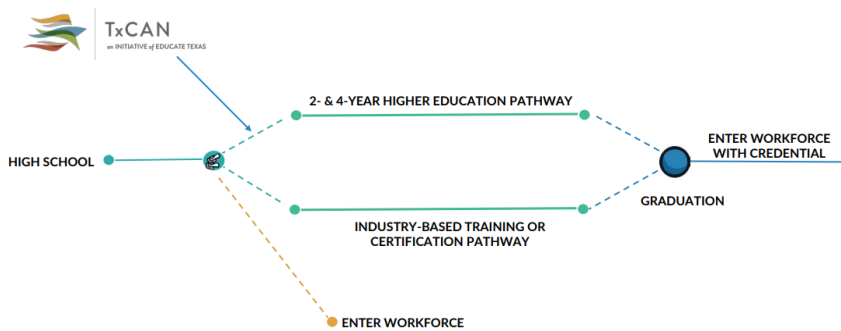 TxCAN
an INITIATIVE of EDUCATE TEXAS
2- & 4-YEAR HIGHER EDUCATION PATHWAY
HIGH SCHOOL
ENTER WORKFORCE
WITH CREDENTIAL
GRADUATION
INDUSTRY-BASED TRAINING OR
CERTIFICATION PATHWAY
ENTER WORKFORCE